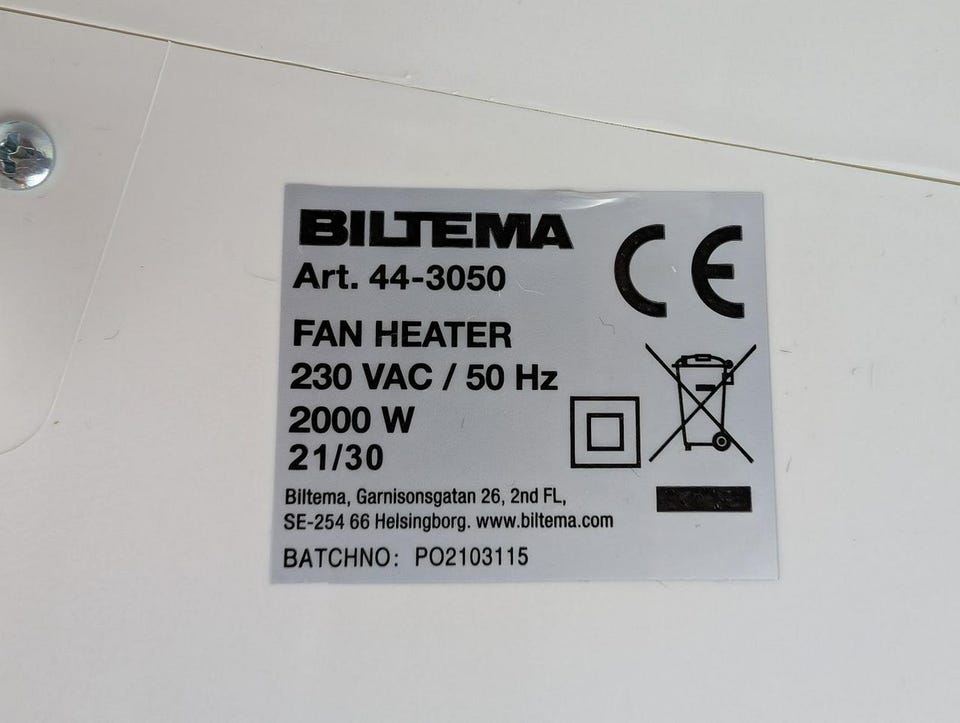 BILTEMA
Art. 44-3050
CE
FAN HEATER
230 VAC / 50 Hz
2000 W
21/30
Biltema, Garnisonsgatan 26, 2nd FL,
SE-254 66 Helsingborg. www.biltema.com
BATCHNO: PO2103115